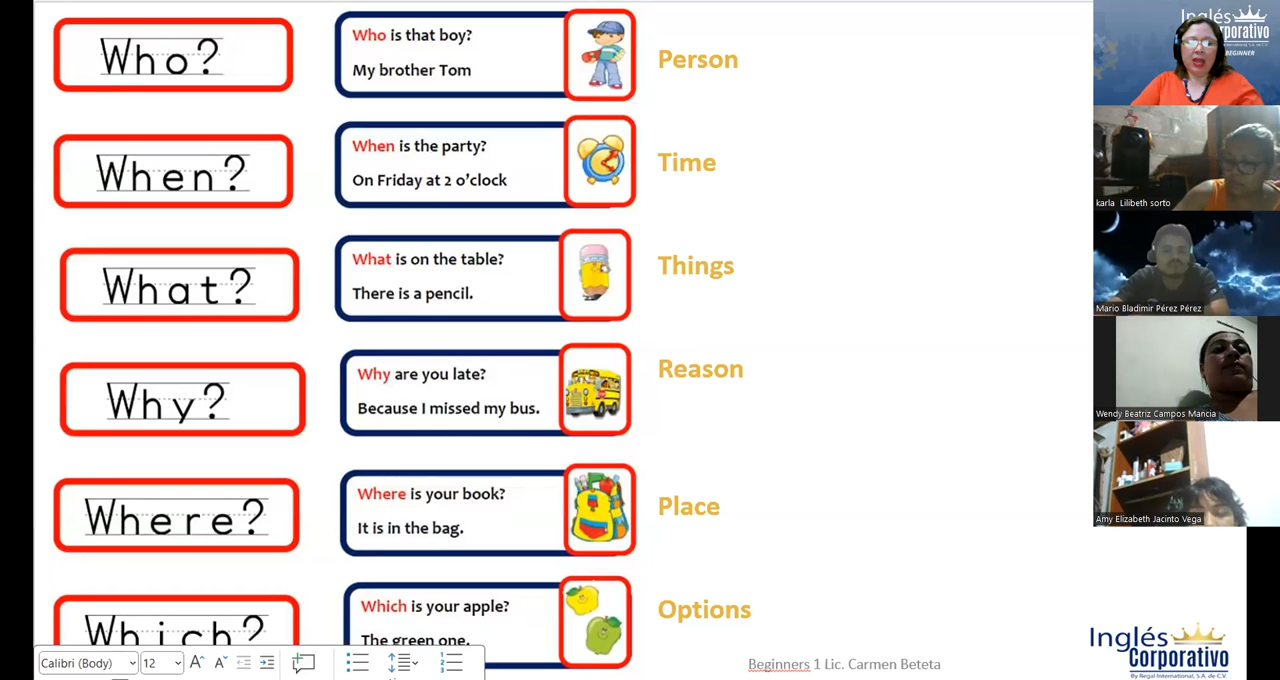 Who?
Who is that boy?
My brother Tom
Person
When?
When is the party?
On Friday at 2 o’clock
Time
What?
What is on the table?
There is a pencil.
Things
Why?
Why are you late?
Because I missed my bus.
Reason
Where?
Where is your book?
It is in the bag.
Place
Which?
Which is your apple?
The green one.
Options
Calibri (Body)
12
Beginners 1 Lic. Carmen Beteta
Inglés
Corporativo
By Regal International, S.A. de C.V.
Inglés
Corporativo
BEGINNER
karla Lilibeth sorto
Mario Bladimir Pérez Pérez
Wendy Beatriz Campos Mancia
Amy Elizabeth Jacinto Vega